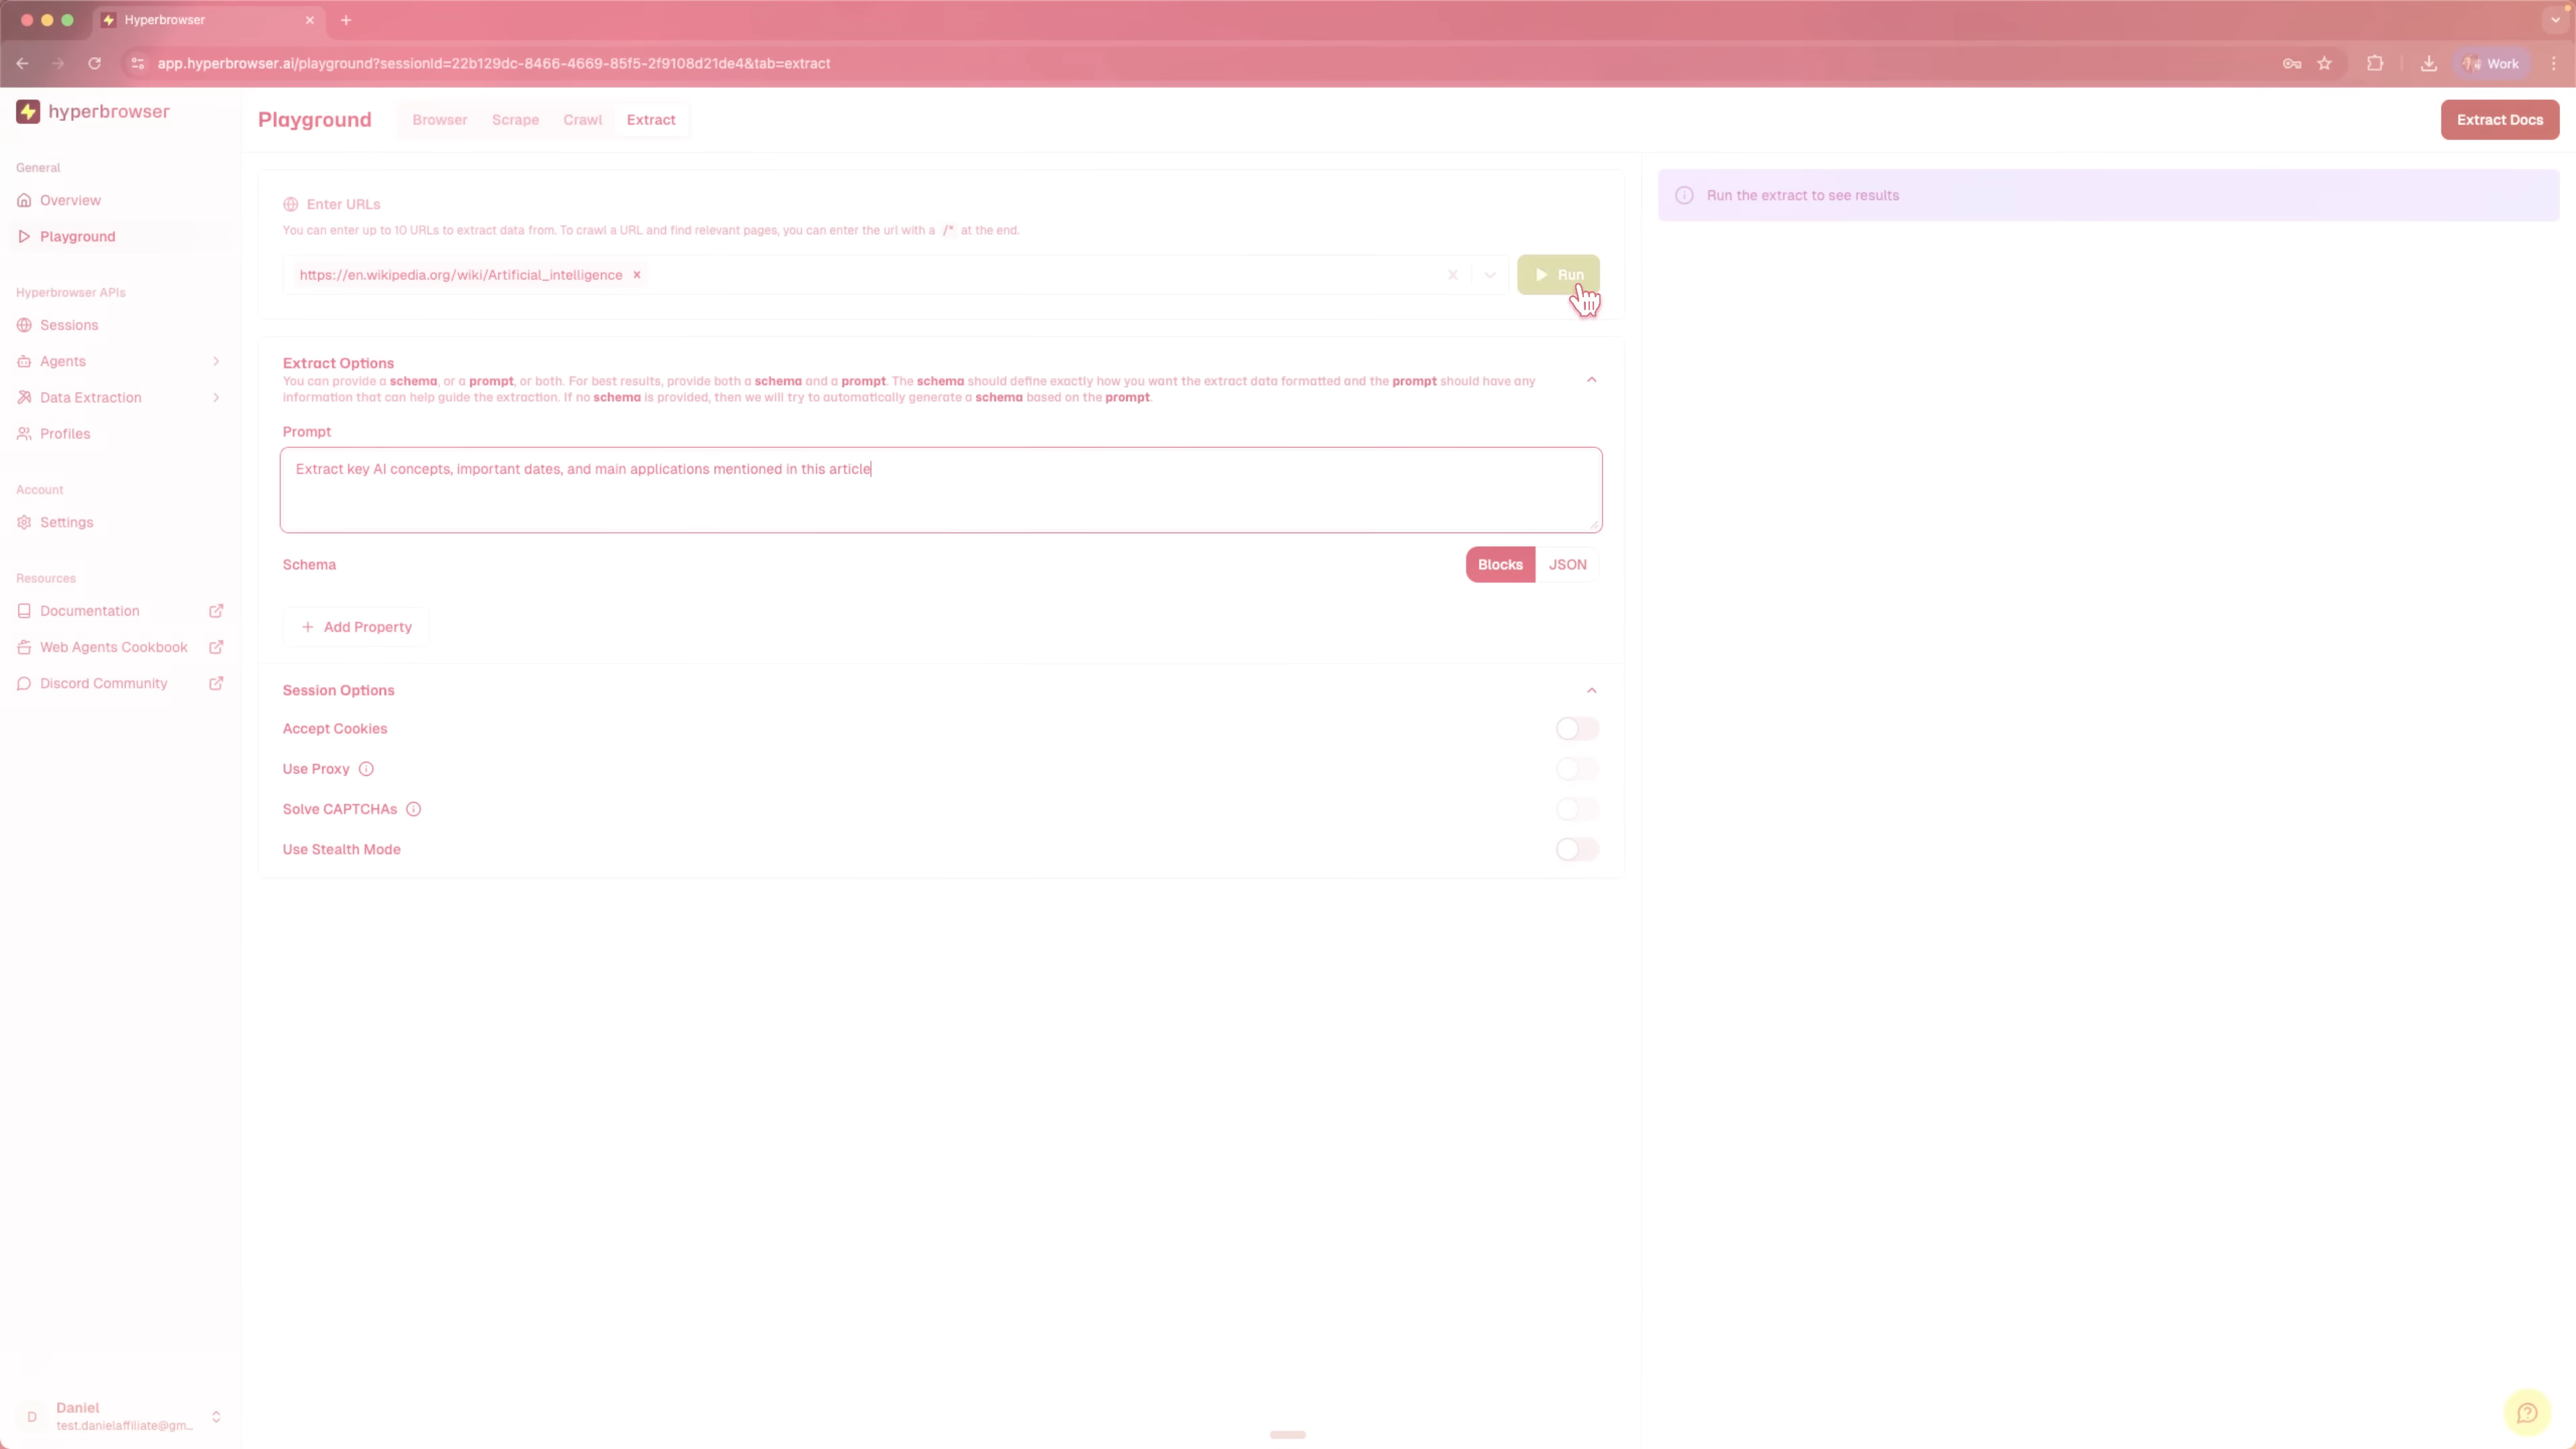 Hyperbrowser
app.hyperbrowser.ai/playground?sessionId=22b129dc-8466-4669-85f5-2f9108d21de4&tab=extract
Work
hyperbrowser
General
Overview
Playground
Hyperbrowser APIs
Sessions
Agents
Data Extraction
Profiles
Account
Settings
Resources
Documentation
Web Agents Cookbook
Discord Community
D
Daniel
test.danielaffiliate@gm...
Playground
Browser Scrape Crawl Extract
Extract Docs
Enter URLs
You can enter up to 10 URLs to extract data from. To crawl a URL and find relevant pages, you can enter the url with a /* at the end.
https://en.wikipedia.org/wiki/Artificial_intelligence
Run
Extract Options
You can provide a schema, or a prompt, or both. For best results, provide both a schema and a prompt. The schema should define exactly how you want the extract data formatted and the prompt should have any
information that can help guide the extraction. If no schema is provided, then we will try to automatically generate a schema based on the prompt.
Prompt
Extract key AI concepts, important dates, and main applications mentioned in this article
Schema
Blocks JSON
+ Add Property
Session Options
Accept Cookies
Use Proxy
Solve CAPTCHAs
Use Stealth Mode
Run the extract to see results